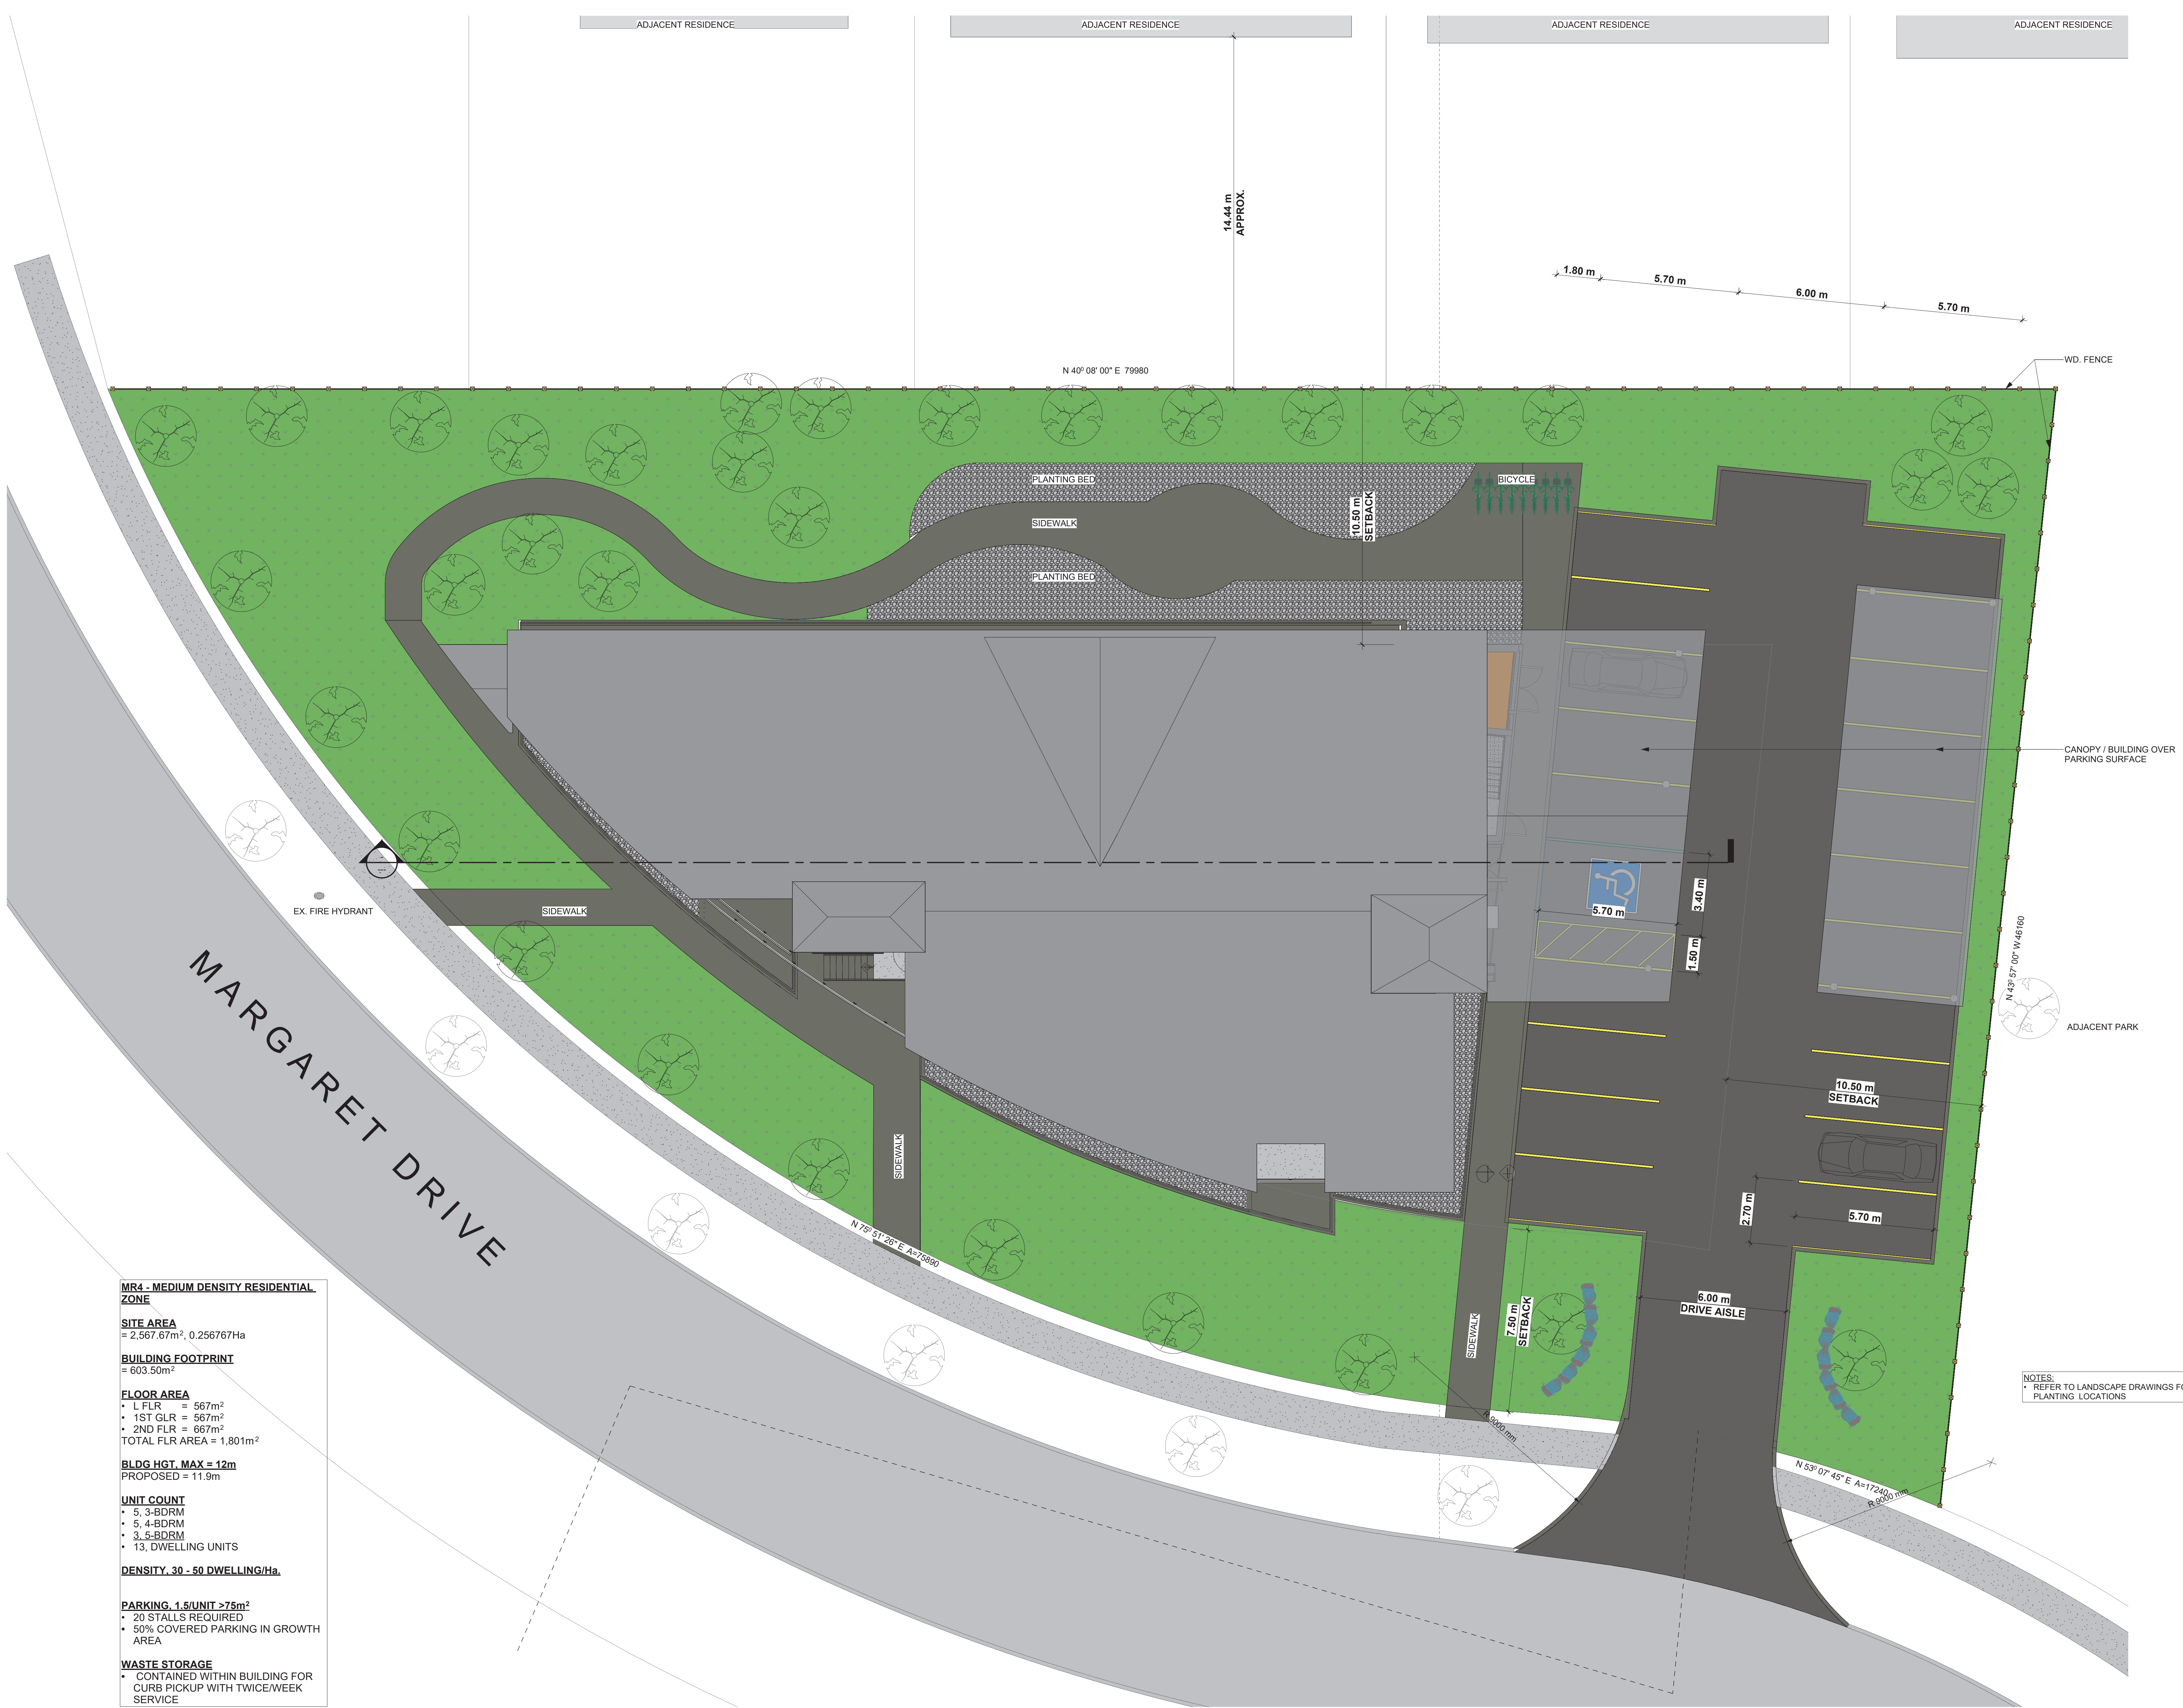 ADJACENT RESIDENCE
ADJACENT RESIDENCE
ADJACENT RESIDENCE
ADJACENT RESIDENCE
14.44 m
APPROX.
1.80 m
5.70 m
6.00 m
5.70 m
WD. FENCE
N 40⁰ 08' 00" E 79980
PLANTING BED
BICYCLE
SIDEWALK
10.50 m
SETBACK
PLANTING BED
CANOPY / BUILDING OVER
PARKING SURFACE
3.40 m
5.70 m
1.50 m
EX. FIRE HYDRANT
SIDEWALK
N 43⁰ 57' 00" W 46160
ADJACENT PARK
MARGARET DRIVE
10.50 m
SETBACK
SIDEWALK
2.70 m
5.70 m
N 75⁰ 51' 26" E A=75890
6.00 m
DRIVE AISLE
7.50 m
SETBACK
SIDEWALK
R 9000 mm
N 53⁰ 07' 45" E A=17240
R 9000 mm
NOTES:
• REFER TO LANDSCAPE DRAWINGS FO
PLANTING LOCATIONS
MR4 - MEDIUM DENSITY RESIDENTIAL
ZONE
SITE AREA
= 2,567.67m², 0.256767Ha
BUILDING FOOTPRINT
= 603.50m²
FLOOR AREA
• L FLR = 567m²
• 1ST GLR = 567m²
• 2ND FLR = 667m²
TOTAL FLR AREA = 1,801m²
BLDG HGT, MAX = 12m
PROPOSED = 11.9m
UNIT COUNT
• 5, 3-BDRM
• 5, 4-BDRM
• 3, 5-BDRM
• 13, DWELLING UNITS
DENSITY, 30 - 50 DWELLING/Ha.
PARKING, 1.5/UNIT >75m²
• 20 STALLS REQUIRED
• 50% COVERED PARKING IN GROWTH
AREA
WASTE STORAGE
• CONTAINED WITHIN BUILDING FOR
CURB PICKUP WITH TWICE/WEEK
SERVICE